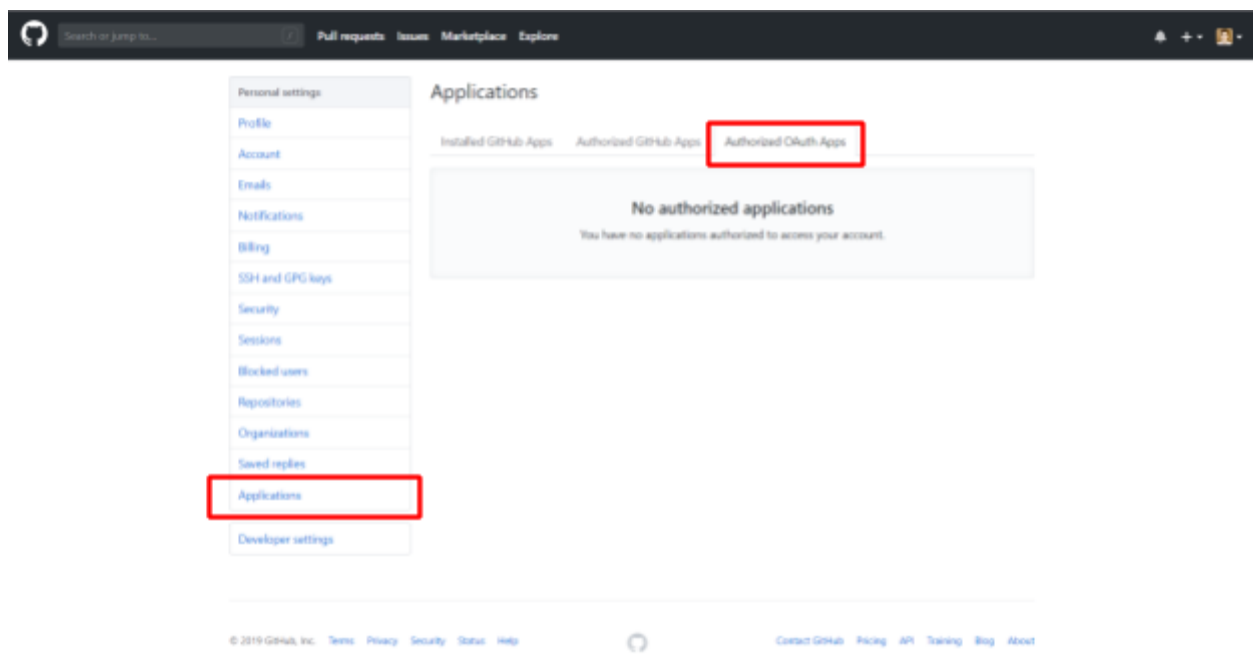 Search or jump to... /
Pull requests Issues Marketplace Explore
Personal settings
Profile
Account
Emails
Notifications
Billing
SSH and GPG keys
Security
Sessions
Blocked users
Repositories
Organizations
Saved replies
Applications
Developer settings
Applications
Installed GitHub Apps Authorized GitHub Apps Authorized OAuth Apps
No authorized applications
You have no applications authorized to access your account.
© 2019 GitHub, Inc. Terms Privacy Security Status Help
Contact GitHub Pricing API Training Blog About